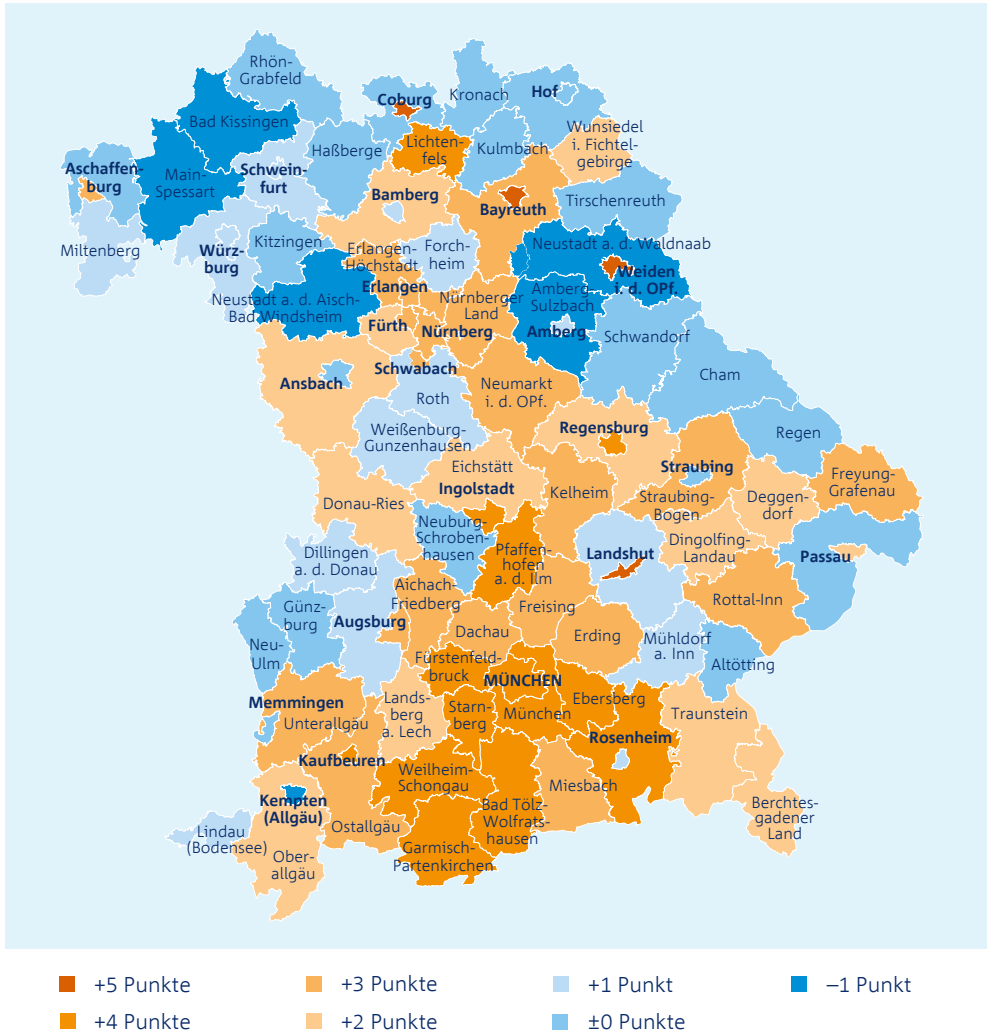 Rhön-
Grabfeld
Coburg
Kronach
Hof
Bad Kissingen
Wunsiedel
i. Fichtel-
gebirge
Lichten-
fels
Kulmbach
Haßberge
Aschaffen-
burg
Main-
Spessart
Schwein-
furt
Bamberg
Bayreuth
Tirschenreuth
Miltenberg
Würz-
burg
Kitzingen
Erlangen-
Höchstadt
Forch-
heim
Neustadt a. d. Waldnaab
Weiden
i. d. OPf.
Erlangen
Neustadt a. d. Aisch-
Bad Windsheim
Nürnberger
Land
Amberg-
Sulzbach
Fürth
Nürnberg
Amberg
Schwandorf
Ansbach
Schwabach
Roth
Neumarkt
i. d. OPf.
Cham
Weißenburg-
Gunzenhausen
Regensburg
Regen
Eichstätt
Ingolstadt
Straubing
Kelheim
Freyung-
Grafenau
Donau-Ries
Straubing-
Bogen
Deggen-
dorf
Neuburg-
Schroben-
hausen
Dingolfing-
Landau
Dillingen
a. d. Donau
Pfaffen-
hofen
a. d. Ilm
Landshut
Passau
Aichach-
Friedberg
Günz-
burg
Augsburg
Freising
Rottal-Inn
Neu-
Ulm
Dachau
Erding
Mühldorf
a. Inn
Altötting
Fürstenfeld-
bruck
MÜNCHEN
Memmingen
Unterallgäu
Lands-
berg
a. Lech
Starn-
berg
München
Ebersberg
Traunstein
Rosenheim
Kaufbeuren
Weilheim-
Schongau
Miesbach
Kempten
(Allgäu)
Bad Tölz-
Wolfrats-
hausen
Berchtes-
gadener
Land
Lindau
(Bodensee)
Ostallgäu
Ober-
allgäu
Garmisch-
Partenkirchen
+5 Punkte
+3 Punkte
+1 Punkt
–1 Punkt
+4 Punkte
+2 Punkte
±0 Punkte